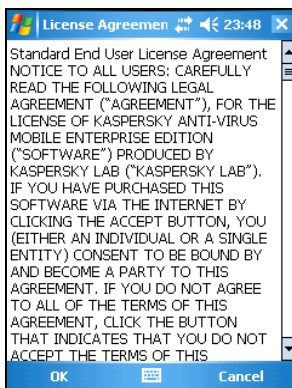 License Agreemen 23:48
Standard End User License Agreement
NOTICE TO ALL USERS: CAREFULLY
READ THE FOLLOWING LEGAL
AGREEMENT (“AGREEMENT”), FOR THE
LICENSE OF KASPERSKY ANTI-VIRUS
MOBILE ENTERPRISE EDITION
(“SOFTWARE”) PRODUCED BY
KASPERSKY LAB (“KASPERSKY LAB”).
IF YOU HAVE PURCHASED THIS
SOFTWARE VIA THE INTERNET BY
CLICKING THE ACCEPT BUTTON, YOU
(EITHER AN INDIVIDUAL OR A SINGLE
ENTITY) CONSENT TO BE BOUND BY
AND BECOME A PARTY TO THIS
AGREEMENT. IF YOU DO NOT AGREE
TO ALL OF THE TERMS OF THIS
AGREEMENT, CLICK THE BUTTON
THAT INDICATES THAT YOU DO NOT
ACCEPT THE TERMS OF THIS
OK Cancel